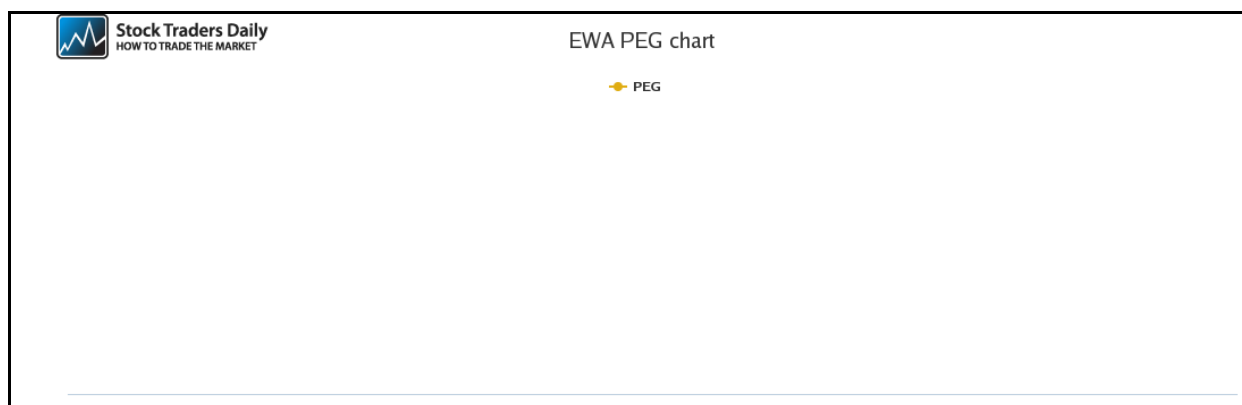 Stock Traders Daily
HOW TO TRADE THE MARKET
EWA PEG chart
PEG